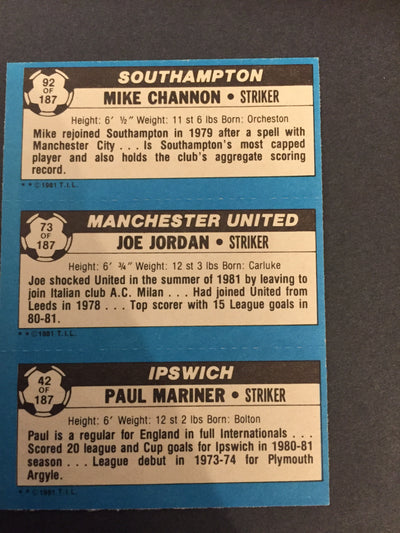 92
OF
187
SOUTHAMPTON
MIKE CHANNON • STRIKER
Height: 6' ½" Weight: 11 st 6 lbs Born: Orcheston
Mike rejoined Southampton in 1979 after a spell with
Manchester City . . . Is Southampton's most capped
player and also holds the club's aggregate scoring
record.
* * © 1981 T.I.L.
73
OF
187
MANCHESTER UNITED
JOE JORDAN • STRIKER
Height: 6' ¾" Weight: 12 st 3 lbs Born: Carluke
Joe shocked United in the summer of 1981 by leaving to
join Italian club A.C. Milan . . . Had joined United from
Leeds in 1978 . . . Top scorer with 15 League goals in
80-81.
* * © 1981 T.I.L.
42
OF
187
IPSWICH
PAUL MARINER • STRIKER
Height: 6' Weight: 12 st 2 lbs Born: Bolton
Paul is a regular for England in full Internationals . . .
Scored 20 league and Cup goals for Ipswich in 1980-81
season . . . League debut in 1973-74 for Plymouth
Argyle.
* * © 1981 T.I.L.